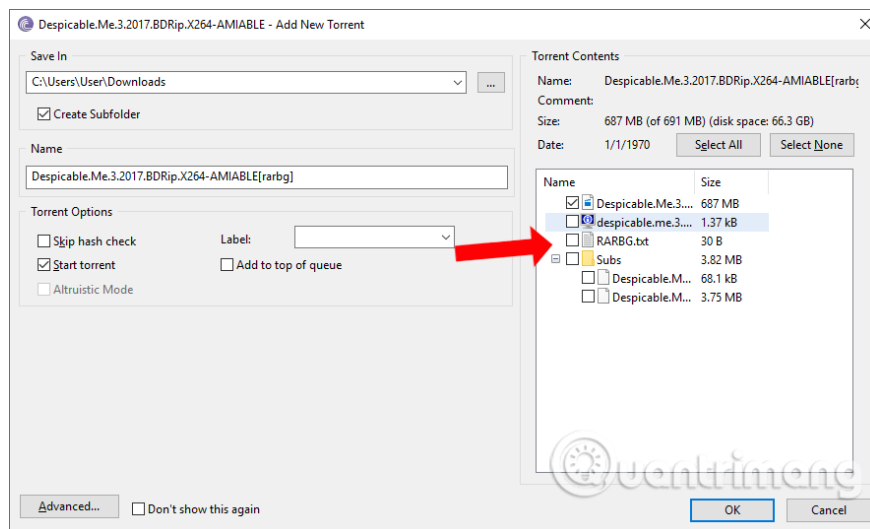 Despicable.Me.3.2017.BDRip.X264-AMIABLE - Add New Torrent
Save In
C:\Users\User\Downloads
...
Create Subfolder
Name
Despicable.Me.3.2017.BDRip.X264-AMIABLE[rarbg]
Torrent Options
Skip hash check
Label:
Start torrent
Add to top of queue
Altruistic Mode
Torrent Contents
Name: Despicable.Me.3.2017.BDRip.X264-AMIABLE[rarbg
Comment:
Size: 687 MB (of 691 MB) (disk space: 66.3 GB)
Date: 1/1/1970 Select All Select None
Name Size
Despicable.Me.3.... 687 MB
despicable.me.3.... 1.37 kB
RARBG.txt 30 B
Subs 3.82 MB
Despicable.M... 68.1 kB
Despicable.M... 3.75 MB
Quantrimang
Advanced... Don't show this again OK Cancel